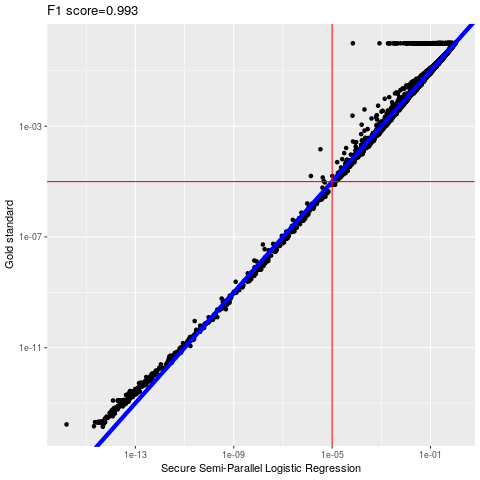 F1 score=0.993
Gold standard
1e-03
1e-07
1e-11
1e-13
1e-09
1e-05
1e-01
Secure Semi-Parallel Logistic Regression